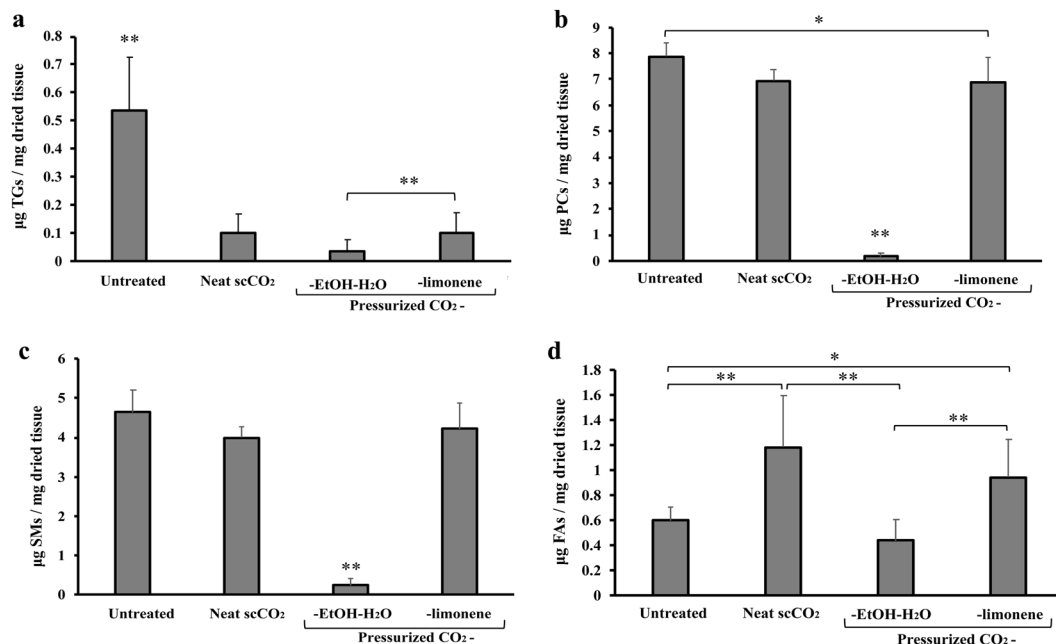 a
µg TGs / mg dried tissue
0.8
0.7
0.6
0.5
0.4
0.3
0.2
0.1
0
**
**
Untreated
Neat scCO₂
-EtOH-H₂O
-limonene
Pressurized CO₂ -
b
µg PCs / mg dried tissue
9
8
7
6
5
4
3
2
1
0
*
**
Untreated
Neat scCO₂
-EtOH-H₂O
-limonene
Pressurized CO₂ -
c
µg SMs / mg dried tissue
6
5
4
3
2
1
0
**
Untreated
Neat scCO₂
-EtOH-H₂O
-limonene
Pressurized CO₂ -
d
µg FAs / mg dried tissue
1.8
1.6
1.4
1.2
1
0.8
0.6
0.4
0.2
0
*
**
**
**
Untreated
Neat scCO₂
-EtOH-H₂O
-limonene
Pressurized CO₂ -